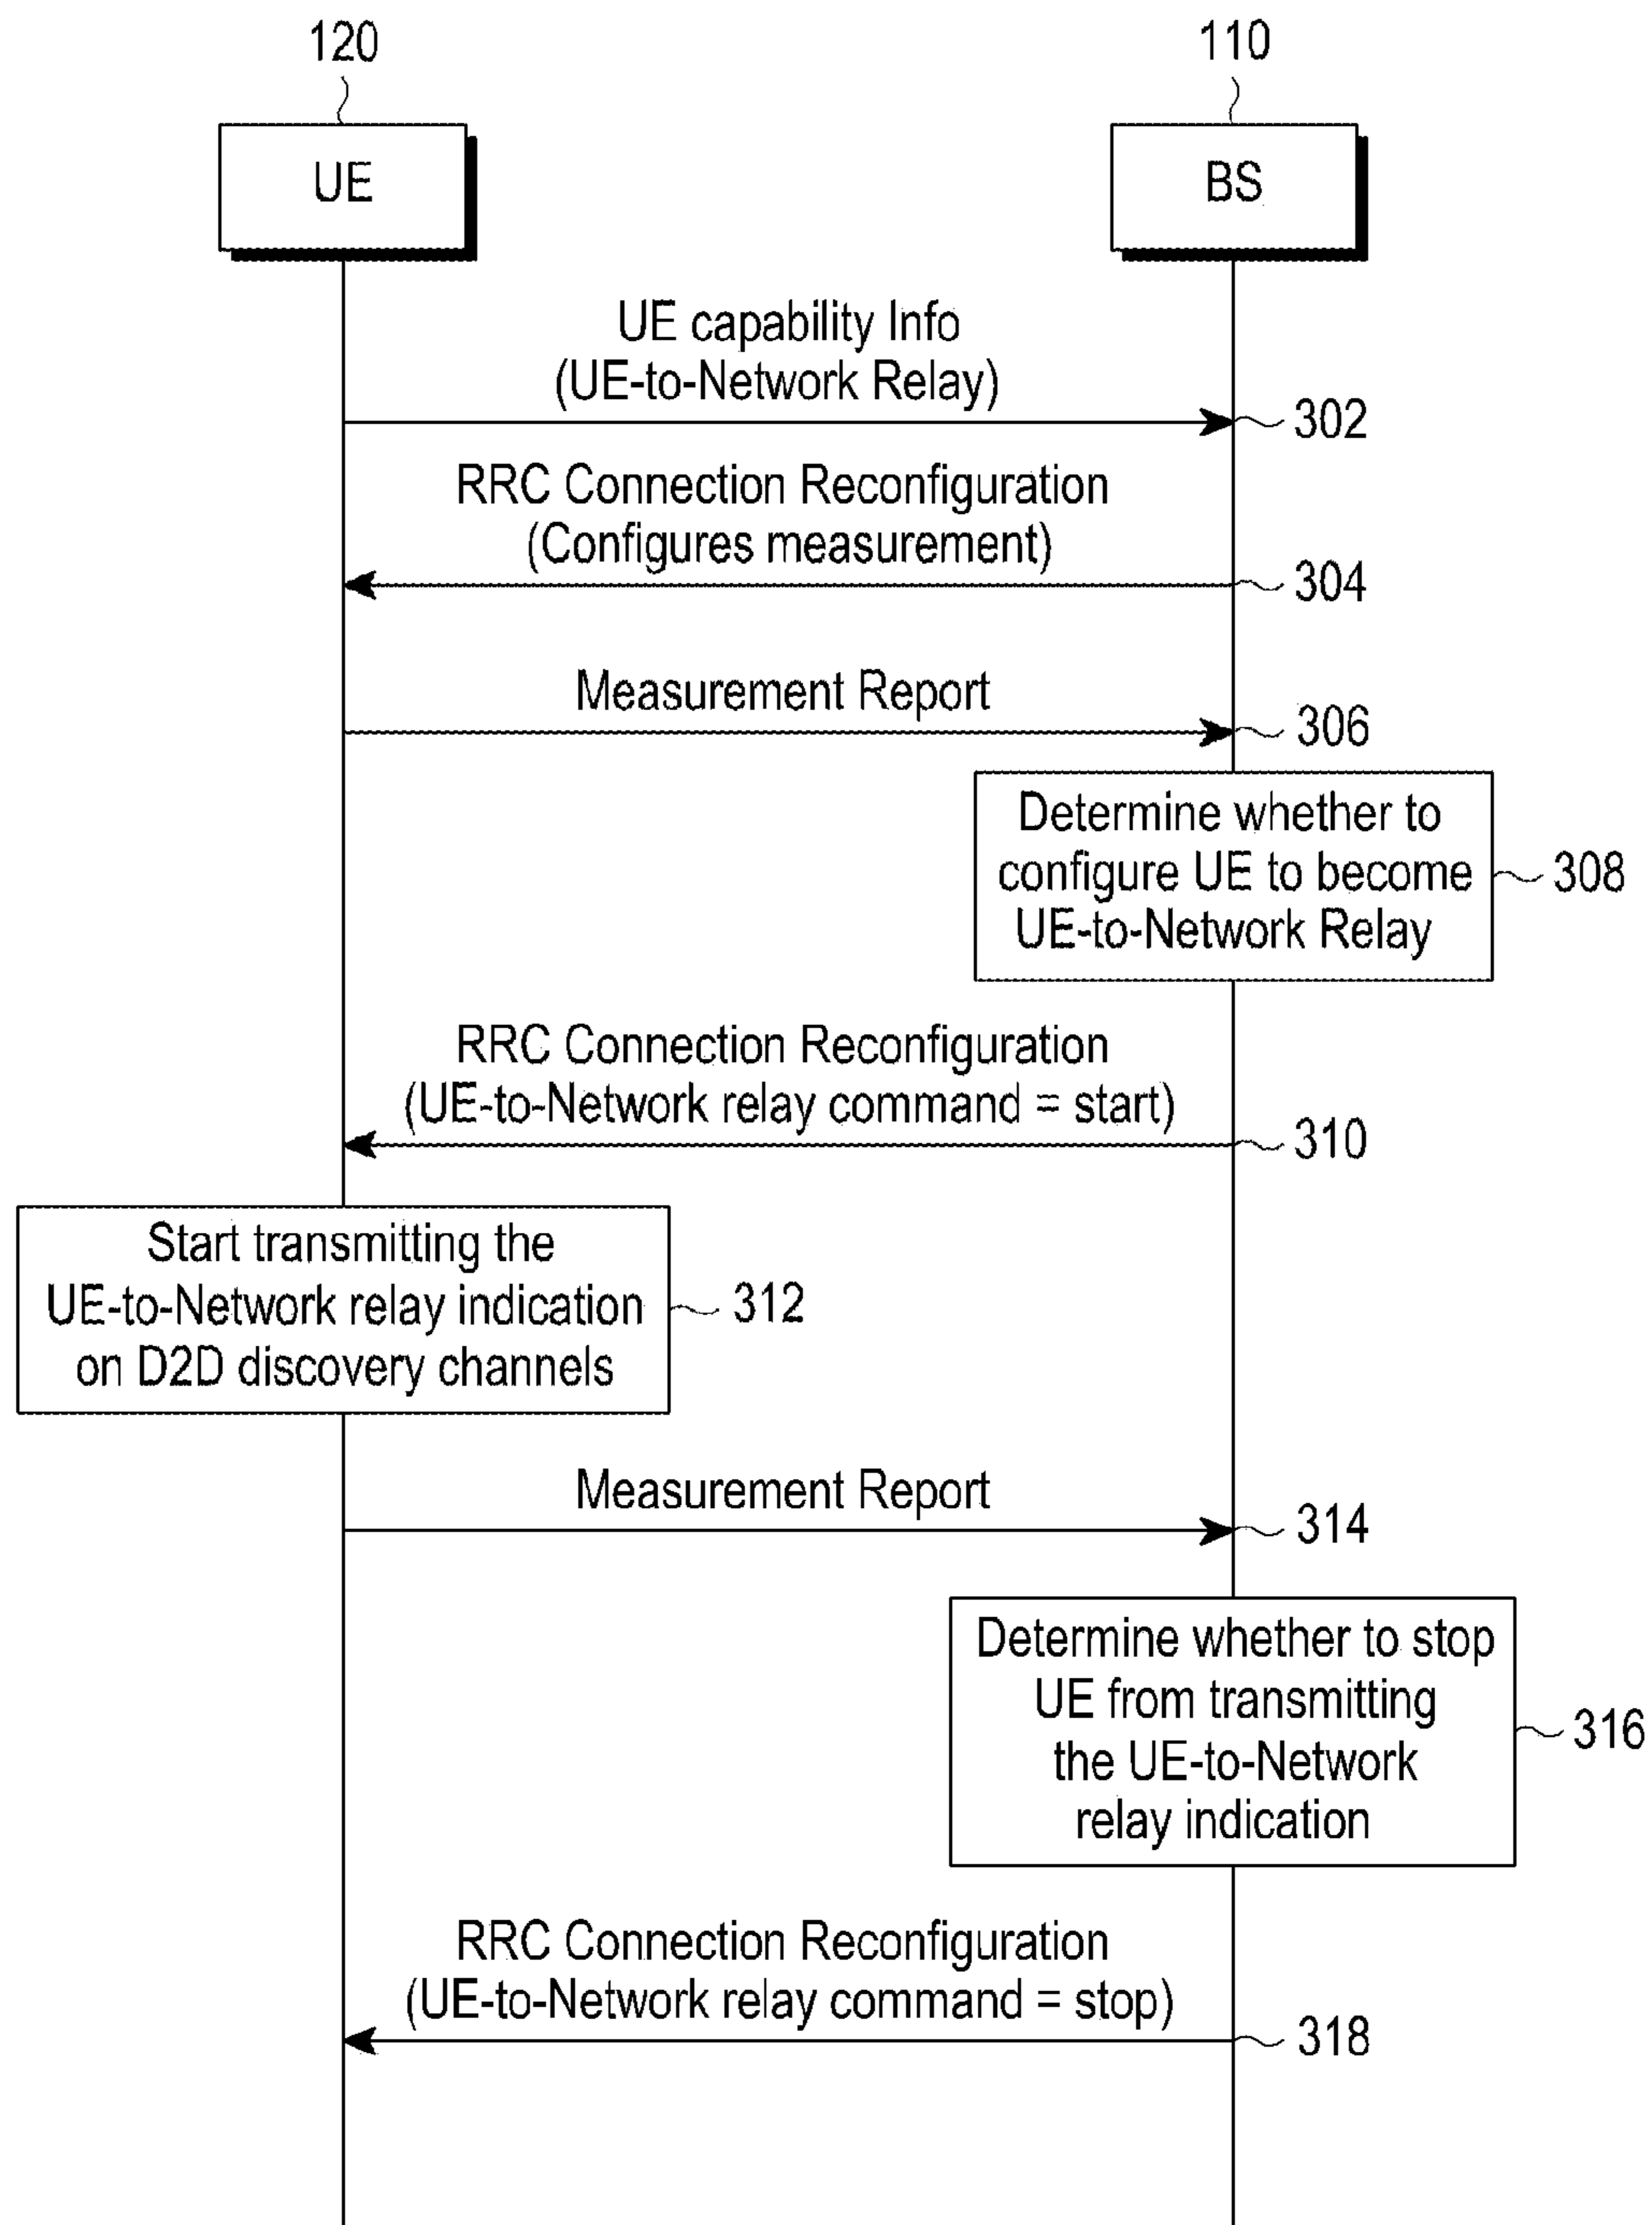 120
110
UE
BS
UE capability Info
(UE-to-Network Relay)
302
RRC Connection Reconfiguration
(Configures measurement)
304
Measurement Report
306
Determine whether to
configure UE to become
UE-to-Network Relay
308
RRC Connection Reconfiguration
(UE-to-Network relay command = start)
310
Start transmitting the
UE-to-Network relay indication
on D2D discovery channels
312
Measurement Report
314
Determine whether to stop
UE from transmitting
the UE-to-Network
relay indication
316
RRC Connection Reconfiguration
(UE-to-Network relay command = stop)
318